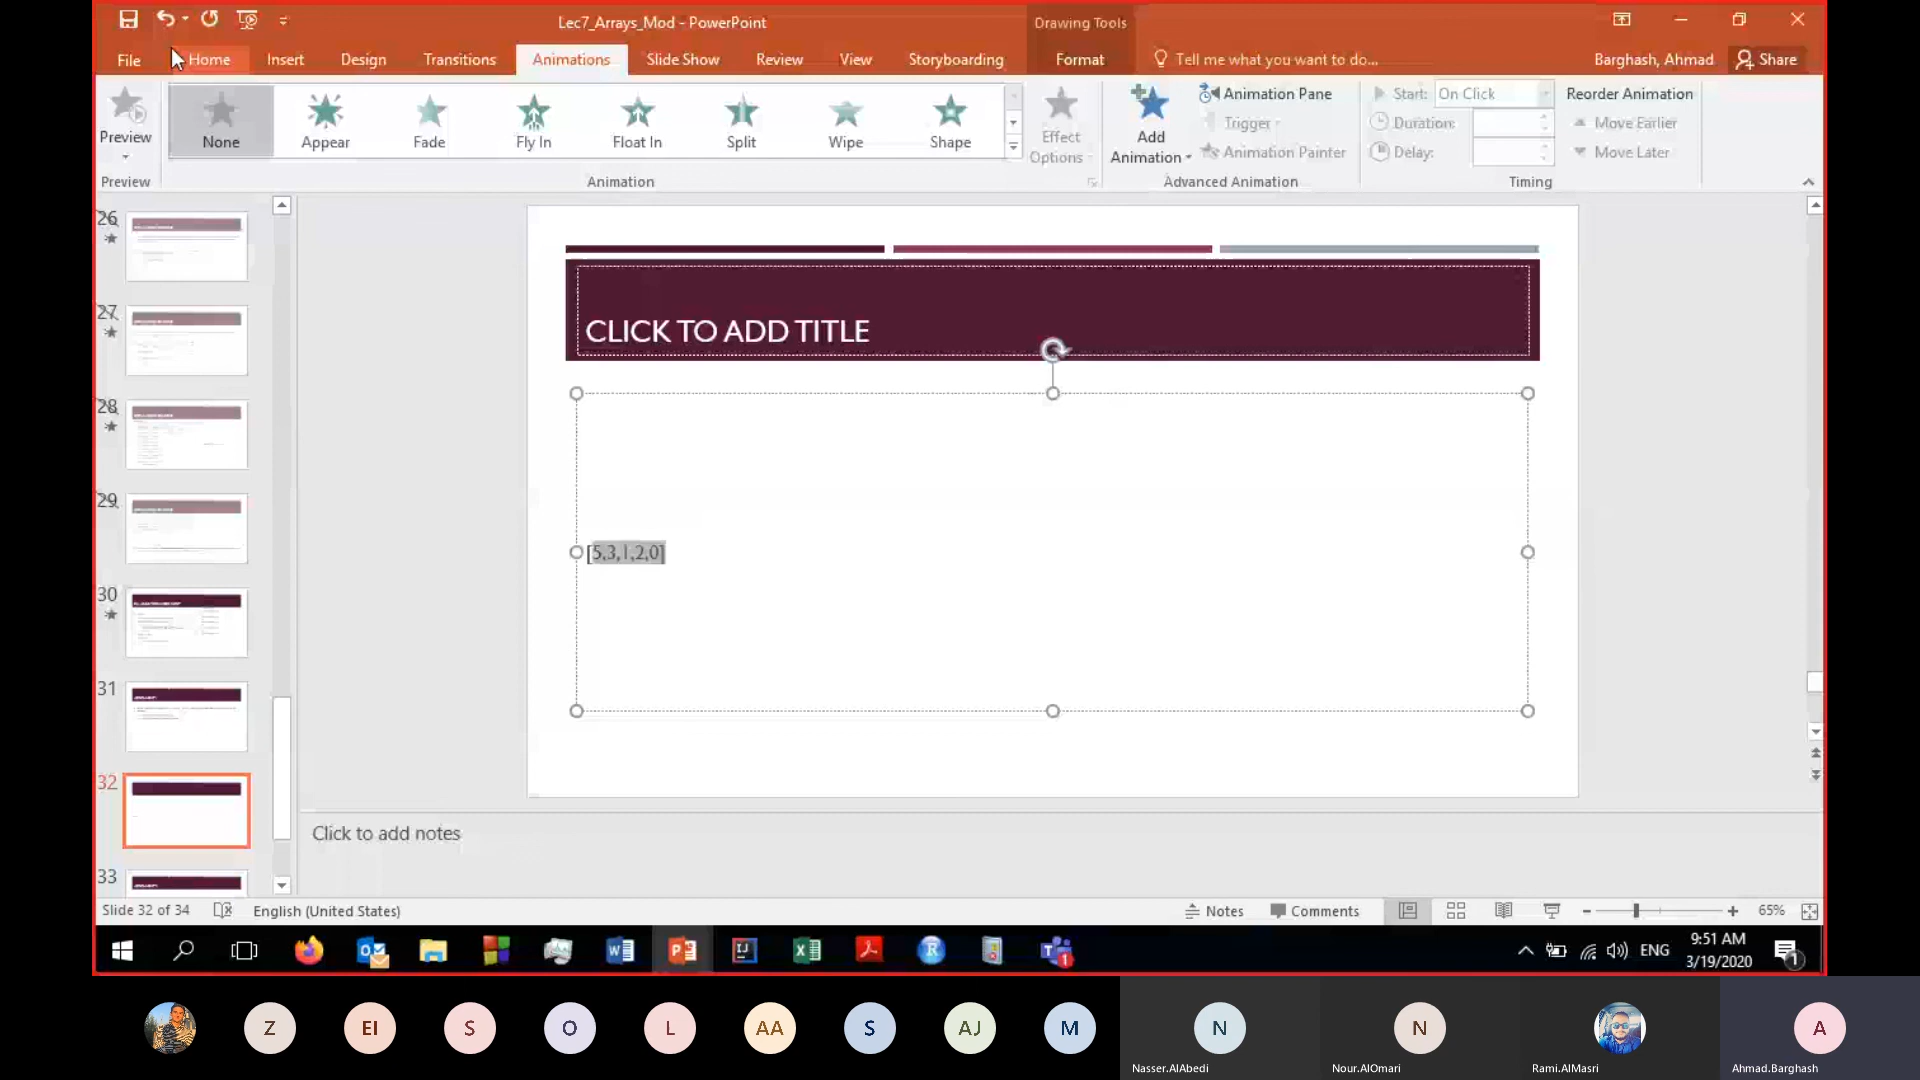 Lec7_Arrays_Mod - PowerPoint
Drawing Tools
File
Home
Insert
Design
Transitions
Animations
Slide Show
Review
View
Storyboarding
Format
Tell me what you want to do...
Barghash, Ahmad
Share
Preview
None
Appear
Fade
Fly In
Float In
Split
Wipe
Shape
Effect
Options
Add
Animation
Animation Pane
Trigger
Animation Painter
Start:
On Click
Duration:
Delay:
Reorder Animation
Move Earlier
Move Later
Preview
Animation
Advanced Animation
Timing
26
27
28
29
30
31
32
33
CLICK TO ADD TITLE
[5,3,1,2,0]
Click to add notes
Slide 32 of 34
English (United States)
Notes
Comments
65%
ENG
9:51 AM
3/19/2020
1
1
Z
EI
S
O
L
AA
S
AJ
M
N
N
A
Nasser.AlAbedi
Nour.AlOmari
Rami.AlMasri
Ahmad.Barghash